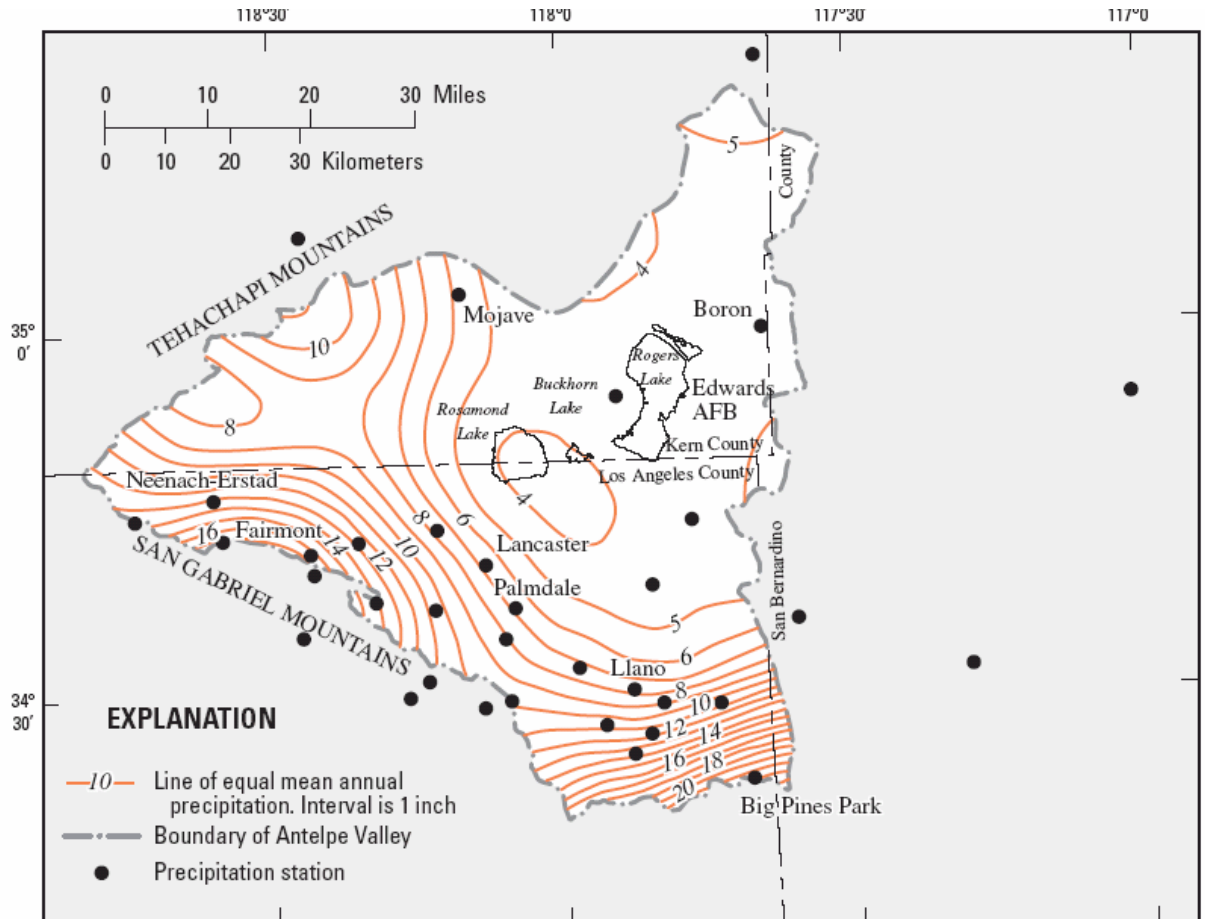 118°30'
118°0
117°30'
117°0
0 10 20 30 Miles
0 10 20 30 Kilometers
5
County
TEHACHAPI MOUNTAINS
4
Mojave
Boron
35°
0'
10
Rogers
Lake
Buckhorn
Lake
Edwards
AFB
Rosamond
Lake
8
Kern County
Los Angeles County
Neenach-Erstad
4
8
6
16
Fairmont
14
12
10
Lancaster
SAN GABRIEL MOUNTAINS
Palmdale
San Bernardino
5
6
Llano
8
10
34°
30'
12
14
16
18
20
Big Pines Park
EXPLANATION
10
Line of equal mean annual
precipitation. Interval is 1 inch
Boundary of Antelpe Valley
Precipitation station